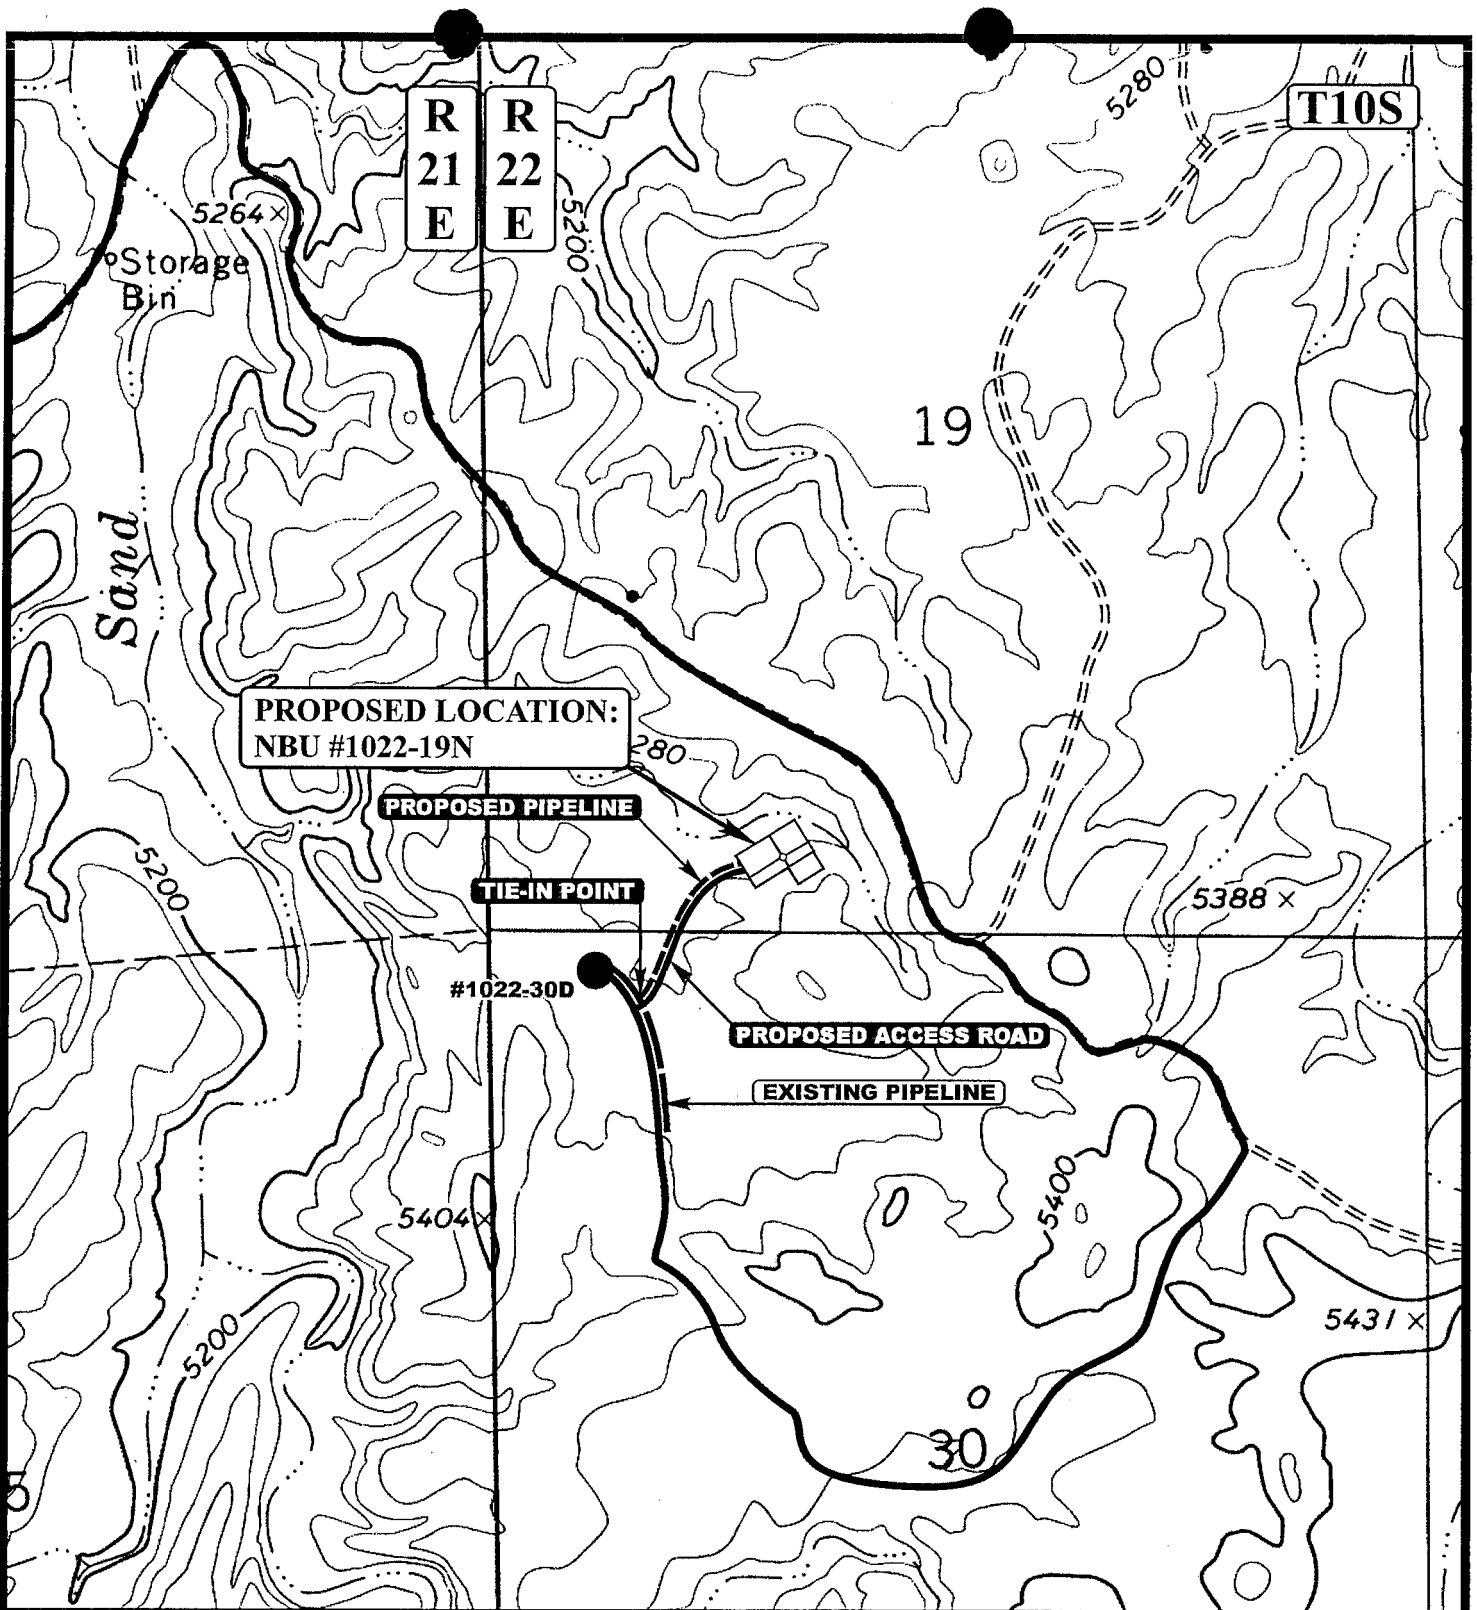 R
21
E
R
22
E
T10S
5280
5264
Storage
Bin
5200
19
Sand
PROPOSED LOCATION:
NBU #1022-19N
280
PROPOSED PIPELINE
5200
TIE-IN POINT
5388
#1022-30D
PROPOSED ACCESS ROAD
EXISTING PIPELINE
5400
5404
5431
5200
30
5